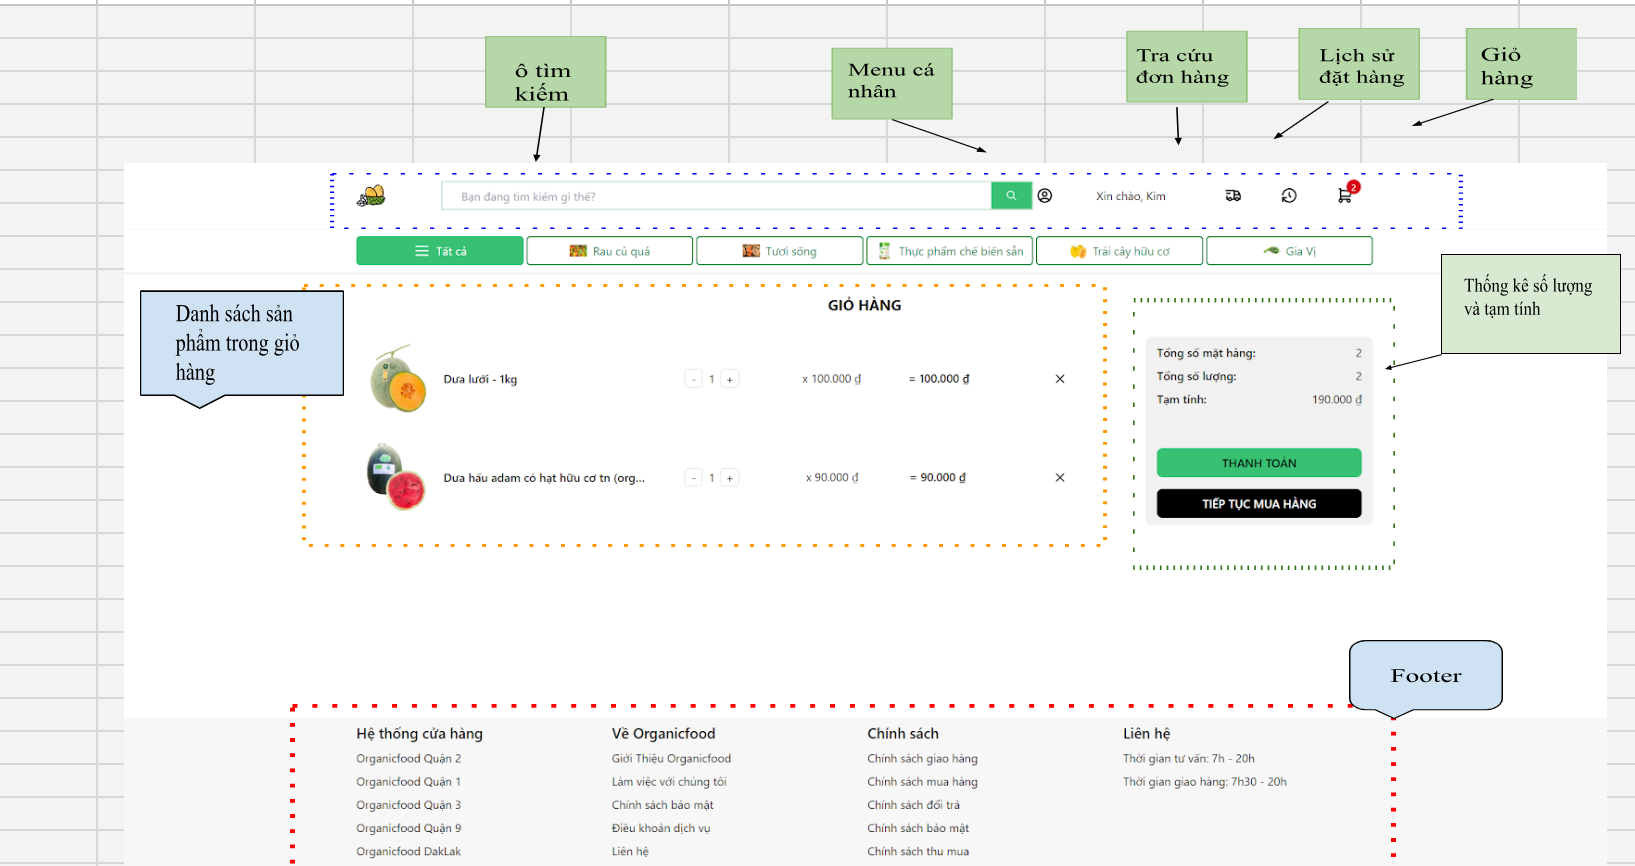 ô tìm
kiếm
Menu cá
nhân
Tra cứu
đơn hàng
Lịch sử
đặt hàng
Giỏ
hàng
Bạn đang tìm kiếm gì thế?
Xin chào, Kim
2
Tất cả
Rau củ quả
Tươi sống
Thực phẩm chế biến sẵn
Trái cây hữu cơ
Gia Vị
Danh sách sản
phẩm trong giỏ
hàng
GIỎ HÀNG
Dưa lưới - 1kg
- 1 +
x 100.000 ₫
= 100.000 ₫
Dưa hấu adam có hạt hữu cơ tn (org...
- 1 +
x 90.000 ₫
= 90.000 ₫
Thống kê số lượng
và tạm tính
Tổng số mặt hàng: 2
Tổng số lượng: 2
Tạm tính: 190.000 ₫
THANH TOÁN
TIẾP TỤC MUA HÀNG
Footer
Hệ thống cửa hàng
Organicfood Quận 2
Organicfood Quận 1
Organicfood Quận 3
Organicfood Quận 9
Organicfood DakLak
Về Organicfood
Giới Thiệu Organicfood
Làm việc với chúng tôi
Chính sách bảo mật
Điều khoản dịch vụ
Liên hệ
Chính sách
Chính sách giao hàng
Chính sách mua hàng
Chính sách đổi trả
Chính sách bảo mật
Chính sách thu mua
Liên hệ
Thời gian tư vấn: 7h - 20h
Thời gian giao hàng: 7h30 - 20h